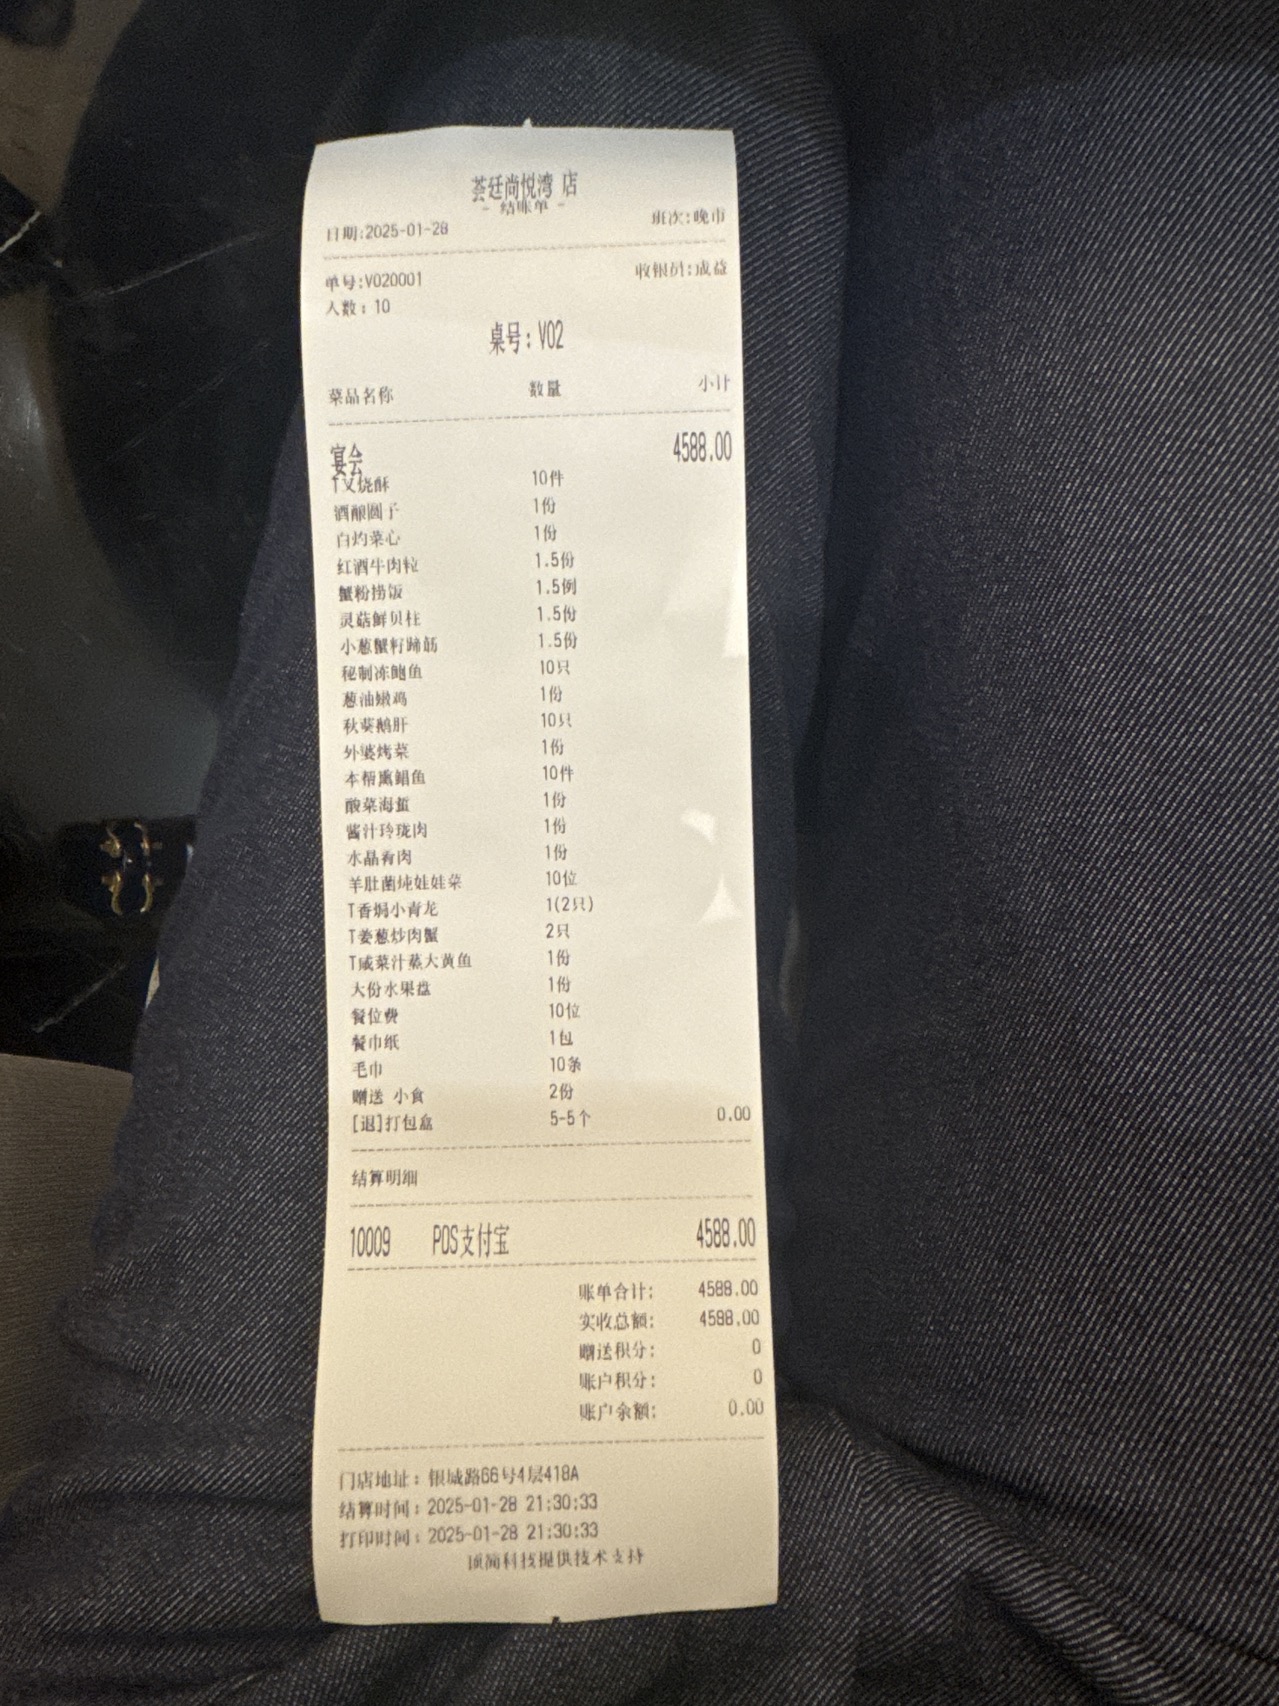 荟廷尚悦湾 店
- 结账单 -
日期:2025-01-28 班次:晚市
单号:V020001 收银员:成益
人数: 10
桌号: V02
菜品名称 数量 小计
宴会 4588.00
T叉烧酥 10件
酒酿圆子 1份
白灼菜心 1份
红酒牛肉粒 1.5份
蟹粉捞饭 1.5例
灵菇鲜贝柱 1.5份
小葱蟹籽蹄筋 1.5份
秘制冻鲍鱼 10只
葱油嫩鸡 1份
秋葵鹅肝 10只
外婆烤菜 1份
本帮熏鲳鱼 10件
酸菜海蜇 1份
酱汁玲珑肉 1份
水晶肴肉 1份
羊肚菌炖娃娃菜 10位
T香焗小青龙 1(2只)
T姜葱炒肉蟹 2只
T咸菜汁蒸大黄鱼 1份
大份水果盘 1份
餐位费 10位
餐巾纸 1包
毛巾 10条
赠送 小食 2份
[退]打包盒 5-5个 0.00
结算明细
10009 POS支付宝 4588.00
账单合计: 4588.00
实收总额: 4588.00
赠送积分: 0
账户积分: 0
账户余额: 0.00
门店地址: 银城路66号4层418A
结算时间: 2025-01-28 21:30:33
打印时间: 2025-01-28 21:30:33
顶简科技提供技术支持